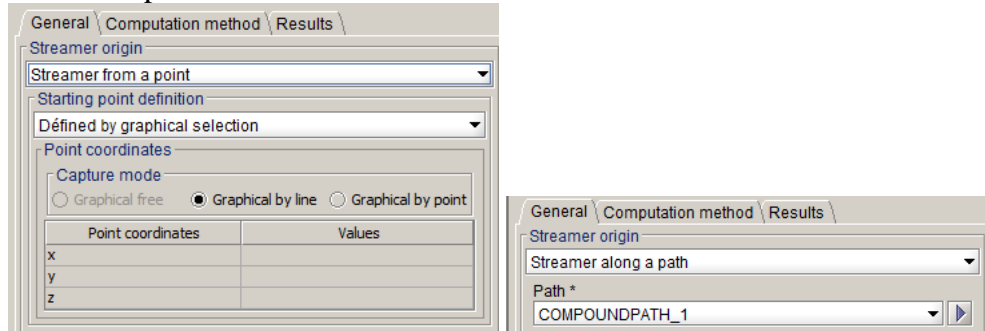 General Computation method Results
Streamer origin
Streamer from a point
Starting point definition
Défined by graphical selection
Point coordinates
Capture mode
Graphical free Graphical by line Graphical by point
Point coordinates Values
x
y
z
General Computation method Results
Streamer origin
Streamer along a path
Path *
COMPOUNDPATH_1